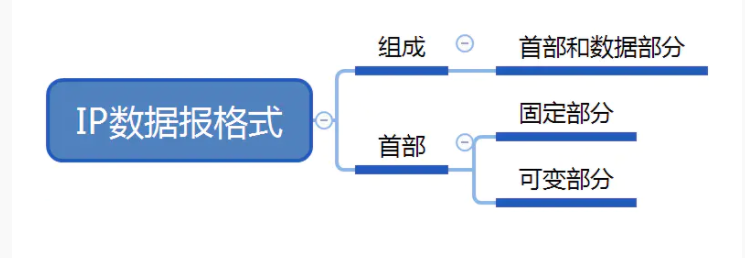 IP数据报格式
组成
首部和数据部分
首部
固定部分
可变部分